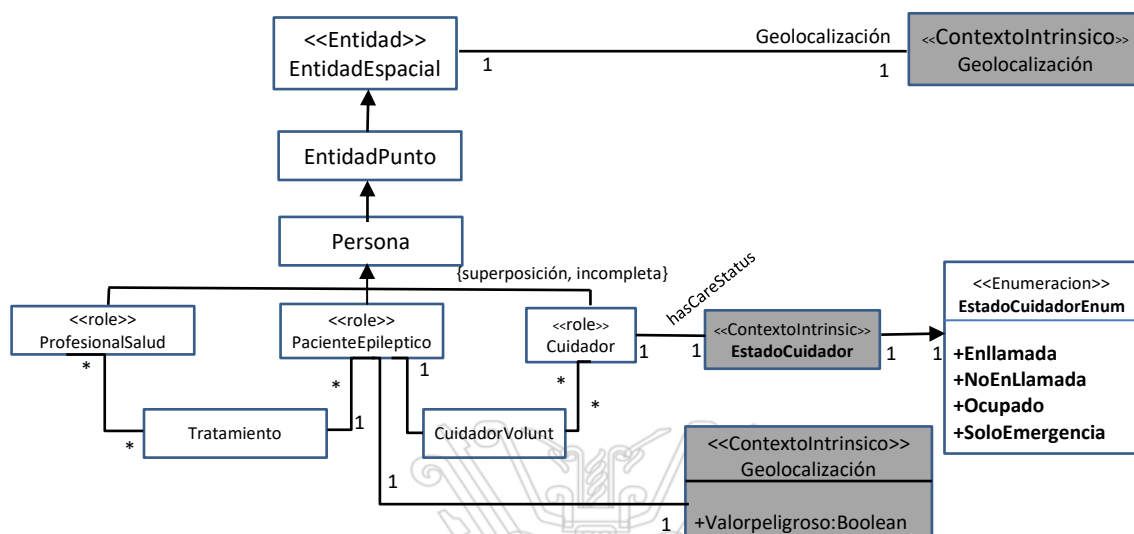 <<Entidad>>
EntidadEspacial
1
Geolocalización
1
<<ContextoIntrinsico>>
Geolocalización
EntidadPunto
Persona
{superposición, incompleta}
<<role>>
ProfesionalSalud
*
<<role>>
PacienteEpileptico
*
1
<<role>>
Cuidador
1
*
hasCareStatus
1
<<ContextoIntrinsic>>
EstadoCuidador
1
1
<<Enumeracion>>
EstadoCuidadorEnum
+Enllamada
+NoEnLlamada
+Ocupado
+SoloEmergencia
*
Tratamiento
1
CuidadorVolunt
*
1
<<ContextoIntrinsico>>
Geolocalización
1
+Valorpeligroso:Boolean